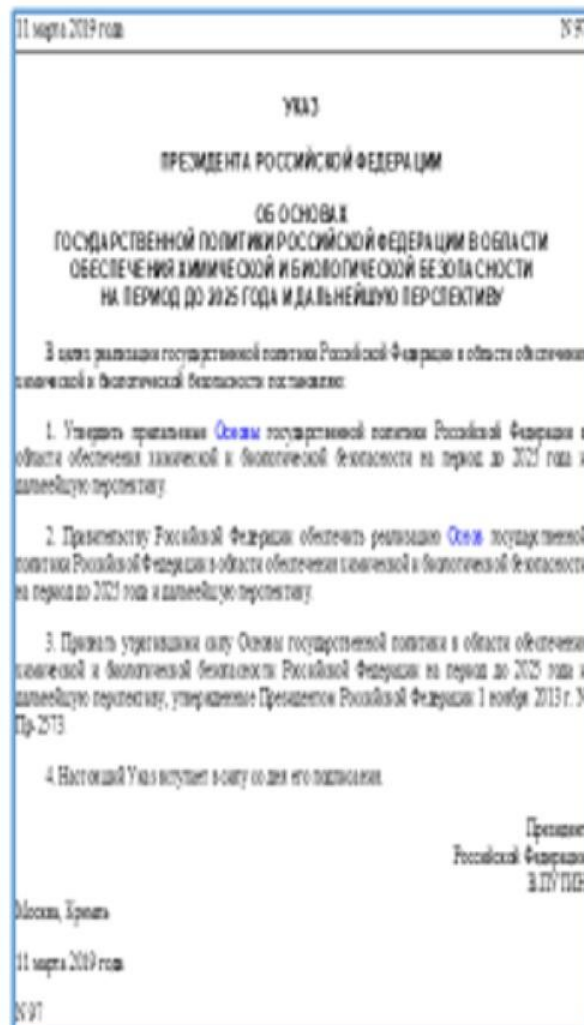 11 марта 2019 года N 97
УКАЗ
ПРЕЗИДЕНТА РОССИЙСКОЙ ФЕДЕРАЦИИ
ОБ ОСНОВАХ
ГОСУДАРСТВЕННОЙ ПОЛИТИКИ РОССИЙСКОЙ ФЕДЕРАЦИИ В ОБЛАСТИ
ОБЕСПЕЧЕНИЯ ХИМИЧЕСКОЙ И БИОЛОГИЧЕСКОЙ БЕЗОПАСНОСТИ
НА ПЕРИОД ДО 2025 ГОДА И ДАЛЬНЕЙШУЮ ПЕРСПЕКТИВУ
В целях реализации государственной политики Российской Федерации в области обеспечения
химической и биологической безопасности постановляю:
1. Утвердить прилагаемые Основы государственной политики Российской Федерации в
области обеспечения химической и биологической безопасности на период до 2025 года и
дальнейшую перспективу.
2. Правительству Российской Федерации обеспечить реализацию Основ государственной
политики Российской Федерации в области обеспечения химической и биологической безопасности
на период до 2025 года и дальнейшую перспективу.
3. Признать утратившими силу Основы государственной политики в области обеспечения
химической и биологической безопасности Российской Федерации на период до 2025 года и
дальнейшую перспективу, утвержденные Президентом Российской Федерации 1 ноября 2013 г. N
Пр-2573.
4. Настоящий Указ вступает в силу со дня его подписания.
Президент
Российской Федерации
В.ПУТИН
Москва, Кремль
11 марта 2019 года
N 97